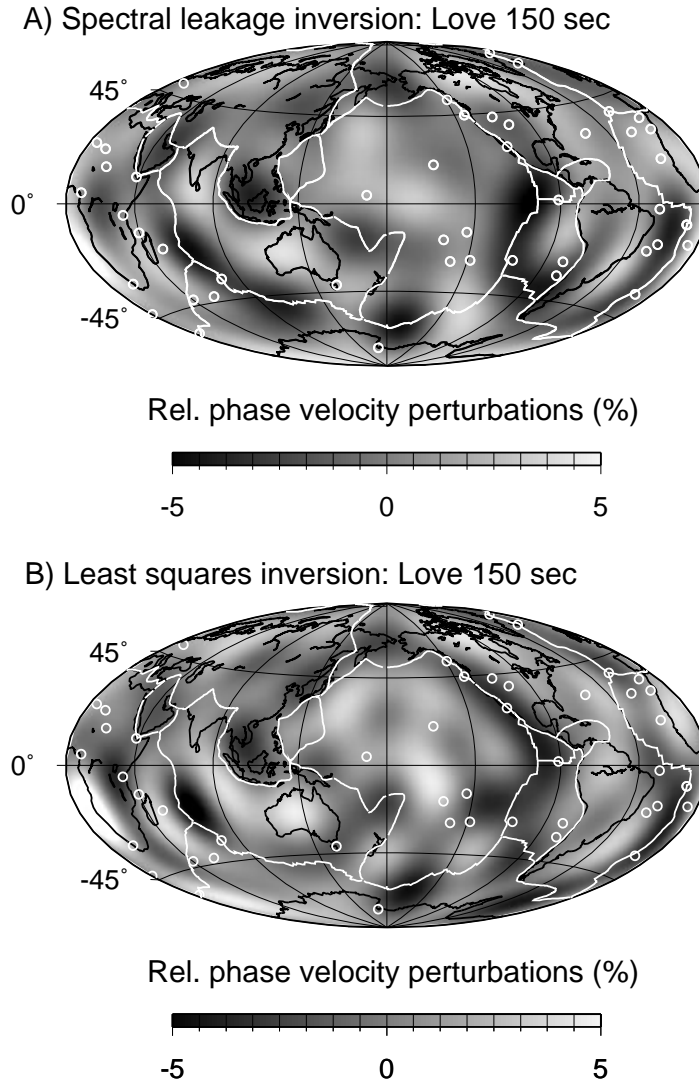 A) Spectral leakage inversion: Love 150 sec
45˚
0˚
-45˚
Rel. phase velocity perturbations (%)
-5 0 5
B) Least squares inversion: Love 150 sec
45˚
0˚
-45˚
Rel. phase velocity perturbations (%)
-5 0 5